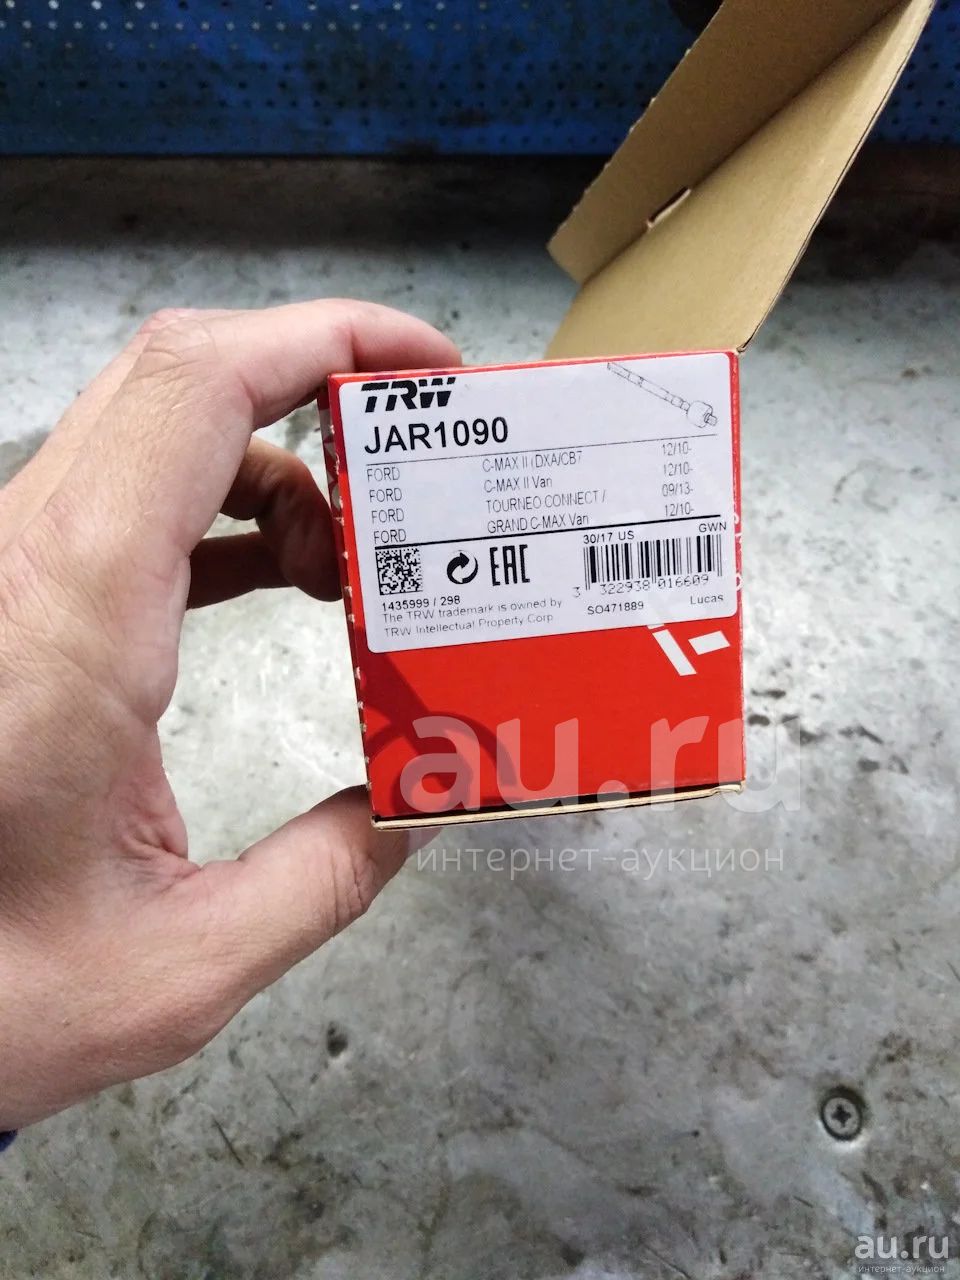 TRW
JAR1090
FORD C-MAX II (DXA/CB7 12/10-
FORD C-MAX II Van 12/10-
FORD TOURNEO CONNECT / 09/13-
FORD GRAND C-MAX Van 12/10-
30/17 US GWN
EAC
3 322938 016609
1435999 / 298
SO471889 Lucas
The TRW trademark is owned by
TRW Intellectual Property Corp
au.ru
интернет-аукцион
au.ru
интернет-аукцион